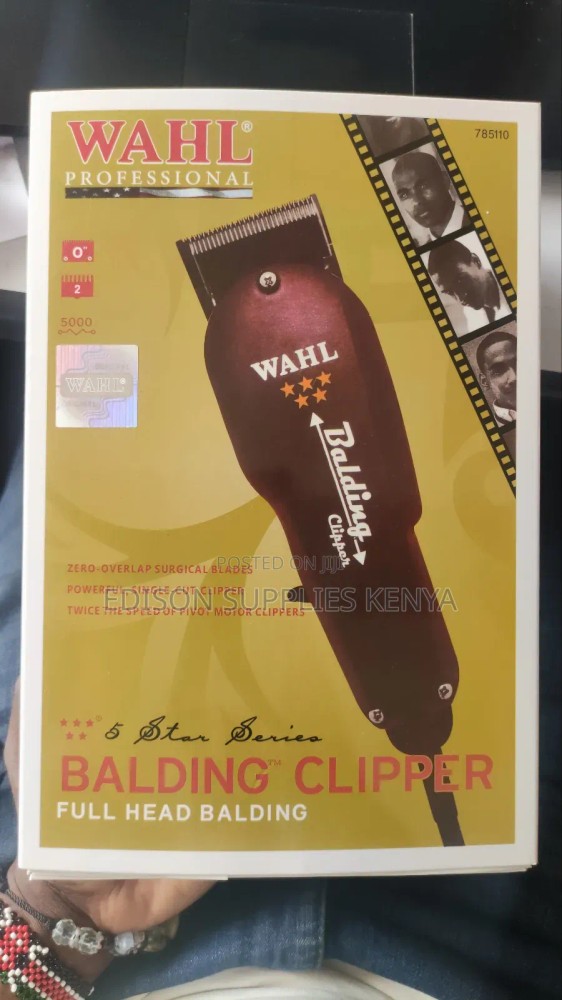 WAHL®
PROFESSIONAL
785110
0"
2
5000
WAHL
WAHL
Balding
Clipper
POSTED ON JIJI
ZERO-OVERLAP SURGICAL BLADES
POWERFUL, SINGLE-CUT CLIPPER
EDISON SUPPLIES KENYA
TWICE THE SPEED OF PIVOT MOTOR CLIPPERS
5 Star Series
BALDING™ CLIPPER
FULL HEAD BALDING